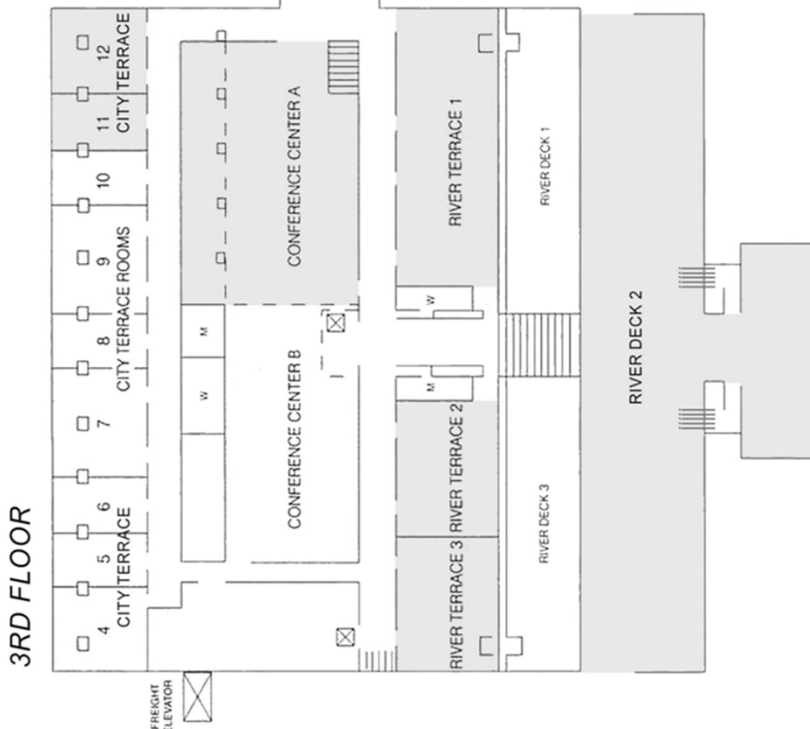 3RD FLOOR
4
5
6
CITY TERRACE
7
8
9
10
CITY TERRACE ROOMS
11
12
CITY TERRACE
FREIGHT
ELEVATOR
M
W
CONFERENCE CENTER A
CONFERENCE CENTER B
W
M
RIVER TERRACE 1
RIVER TERRACE 2
RIVER TERRACE 3
RIVER DECK 1
RIVER DECK 3
RIVER DECK 2